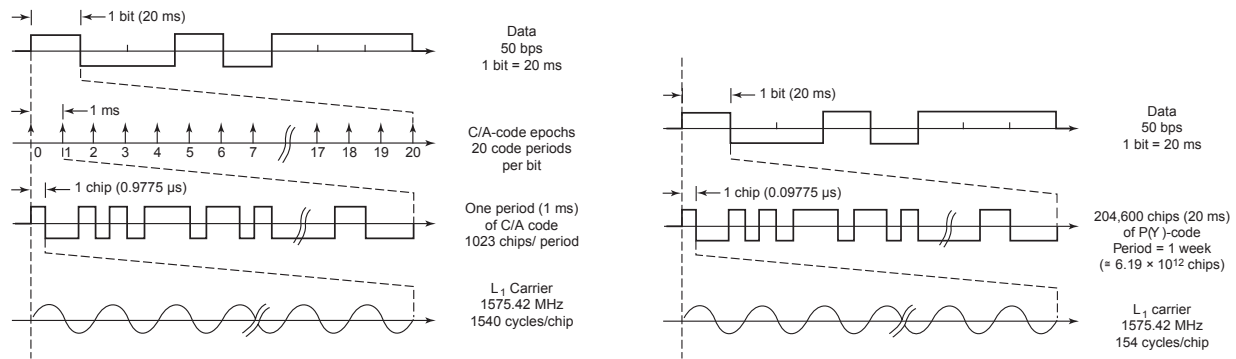 1 bit (20 ms)
Data
50 bps
1 bit = 20 ms
1 ms
0 1 2 3 4 5 6 7 17 18 19 20
C/A-code epochs
20 code periods
per bit
1 chip (0.9775 µs)
One period (1 ms)
of C/A code
1023 chips/ period
L₁ Carrier
1575.42 MHz
1540 cycles/chip
1 bit (20 ms)
Data
50 bps
1 bit = 20 ms
1 chip (0.09775 µs)
204,600 chips (20 ms)
of P(Y)-code
Period = 1 week
(= 6.19 × 10¹² chips)
L₁ carrier
1575.42 MHz
154 cycles/chip